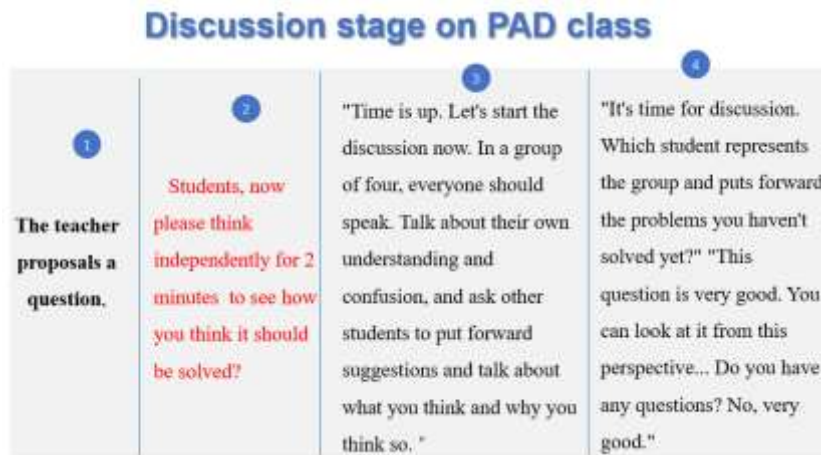 Discussion stage on PAD class
1
The teacher
proposals a
question.
2
Students, now
please think
independently for 2
minutes to see how
you think it should
be solved?
3
"Time is up. Let's start the
discussion now. In a group
of four, everyone should
speak. Talk about their own
understanding and
confusion, and ask other
students to put forward
suggestions and talk about
what you think and why you
think so. "
4
"It's time for discussion.
Which student represents
the group and puts forward
the problems you haven't
solved yet?" "This
question is very good. You
can look at it from this
perspective... Do you have
any questions? No, very
good."